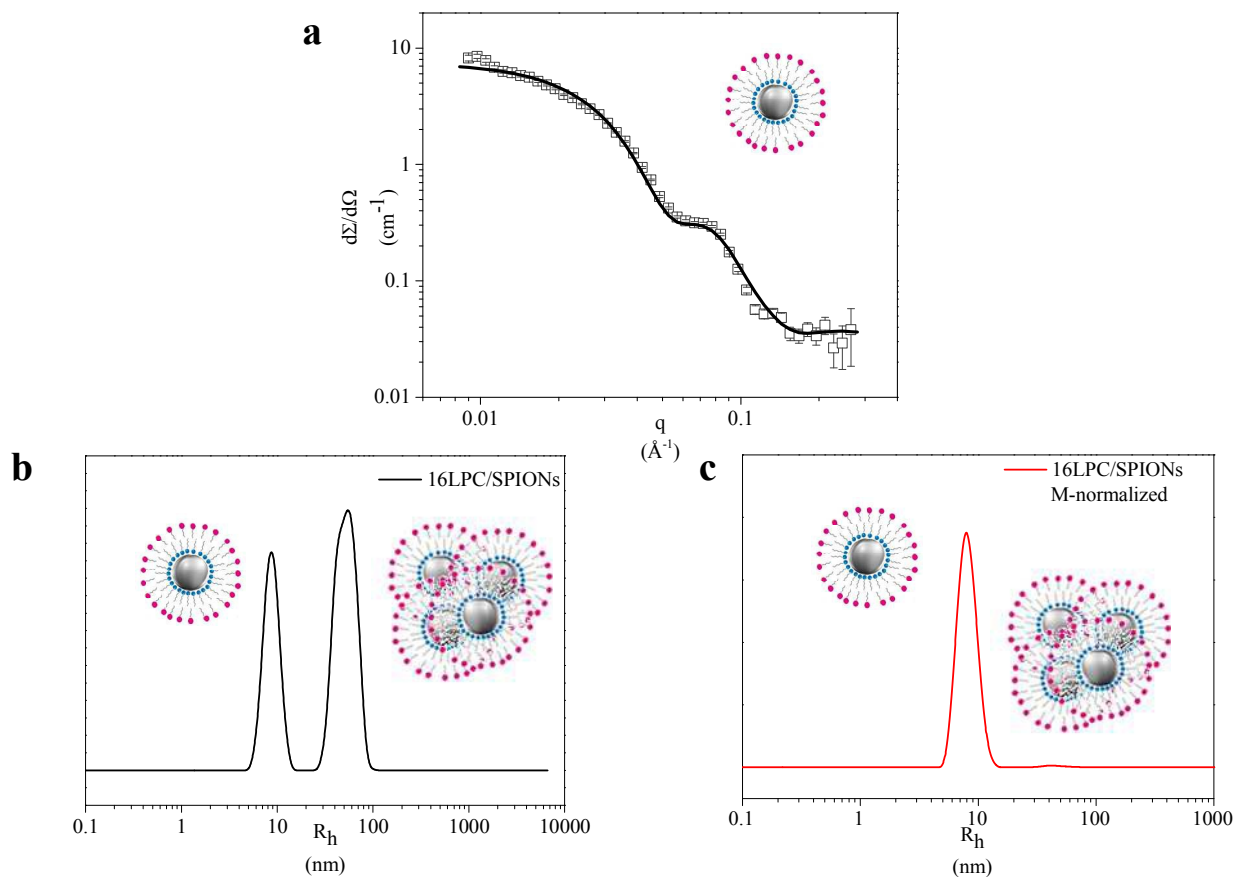 a
10
1
0.1
0.01
dΣ/dΩ
(cm⁻¹)
0.01
0.1
q
(Å⁻¹)
b
16LPC/SPIONs
0.1
1
10
100
1000
10000
Rₕ
(nm)
c
16LPC/SPIONs
M-normalized
0.1
1
10
100
1000
Rₕ
(nm)